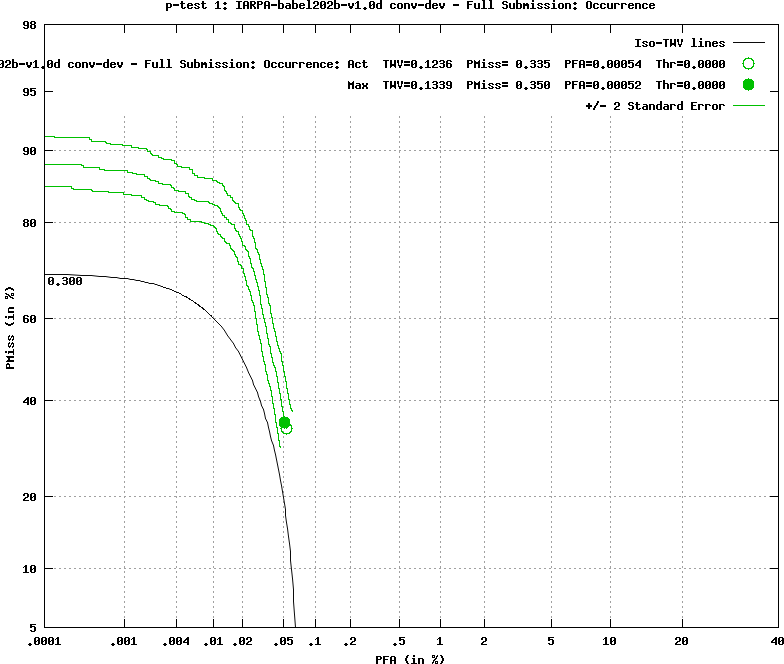 p-test 1: IARPA-babel202b-v1.0d conv-dev - Full Submission: Occurrence
98
Iso-TWV lines
02b-v1.0d conv-dev - Full Submission: Occurrence: Act TWV=0.1236 PMiss= 0.335 PFA=0.00054 Thr=0.0000
Max TWV=0.1339 PMiss= 0.350 PFA=0.00052 Thr=0.0000
95
+/- 2 Standard Error
90
80
0.300
60
PMiss (in %)
40
20
10
5
.0001 .001 .004 .01 .02 .05 .1 .2 .5 1 2 5 10 20 40
PFA (in %)